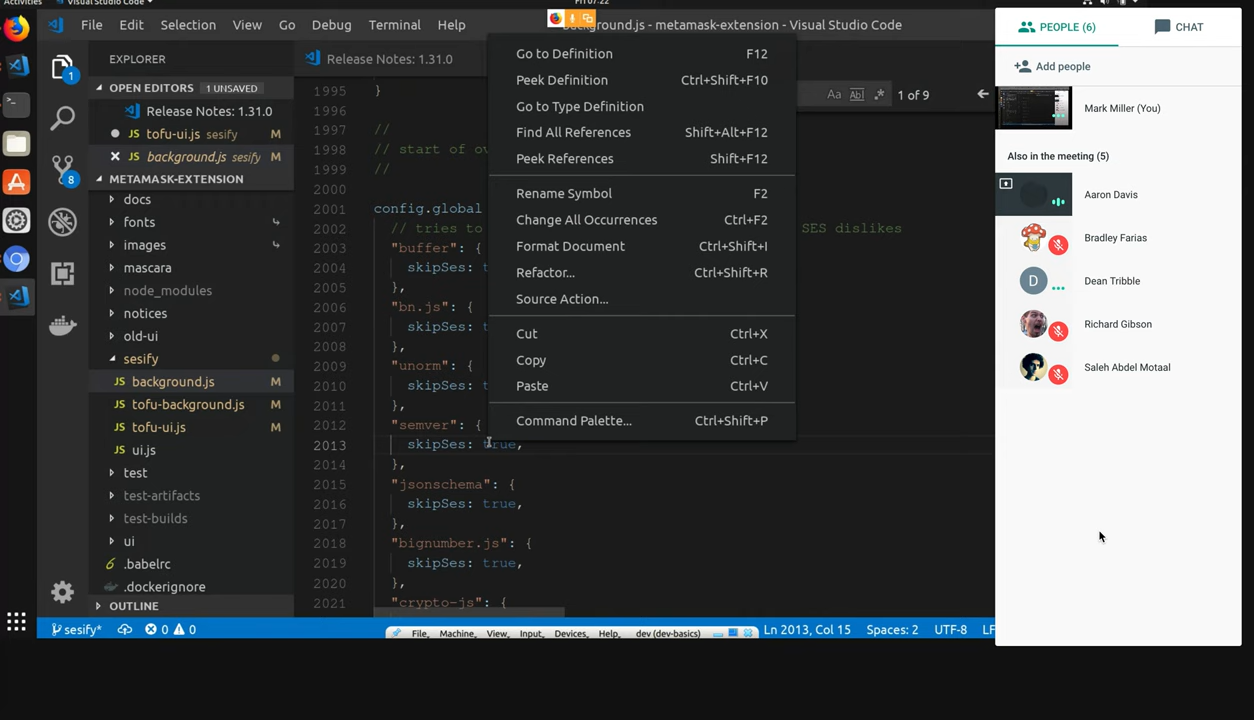 Activities
Visual Studio Code
Fri 07:22
File Edit Selection View Go Debug Terminal Help
background.js - metamask-extension - Visual Studio Code
EXPLORER
OPEN EDITORS 1 UNSAVED
Release Notes: 1.31.0
tofu-ui.js sesify M
background.js sesify M
METAMASK-EXTENSION
docs
fonts
images
mascara
node_modules
notices
old-ui
sesify
JS background.js M
JS tofu-background.js M
JS tofu-ui.js M
JS ui.js
test
test-artifacts
test-builds
ui
.babelrc
.dockerignore
OUTLINE
1
8
Release Notes: 1.31.0
Aa Abl .* 1 of 9
1995 }
1996
1997 //
1998 // start of ov
1999 //
2000
2001 config.global
2002 // tries to SES dislikes
2003 "buffer": {
2004 skipSes: t
2005 },
2006 "bn.js": {
2007 skipSes: t
2008 },
2009 "unorm": {
2010 skipSes: t
2011 },
2012 "semver": {
2013 skipSes: true,
2014 },
2015 "jsonschema": {
2016 skipSes: true,
2017 },
2018 "bignumber.js": {
2019 skipSes: true,
2020 },
2021 "crypto-js": {
Go to Definition F12
Peek Definition Ctrl+Shift+F10
Go to Type Definition
Find All References Shift+Alt+F12
Peek References Shift+F12
Rename Symbol F2
Change All Occurrences Ctrl+F2
Format Document Ctrl+Shift+I
Refactor... Ctrl+Shift+R
Source Action...
Cut Ctrl+X
Copy Ctrl+C
Paste Ctrl+V
Command Palette... Ctrl+Shift+P
sesify* 0 0
File Machine View Input Devices Help dev (dev-basics)
Ln 2013, Col 15 Spaces: 2 UTF-8 LF
PEOPLE (6) CHAT
Add people
Mark Miller (You)
Also in the meeting (5)
Aaron Davis
Bradley Farias
D Dean Tribble
Richard Gibson
Saleh Abdel Motaal